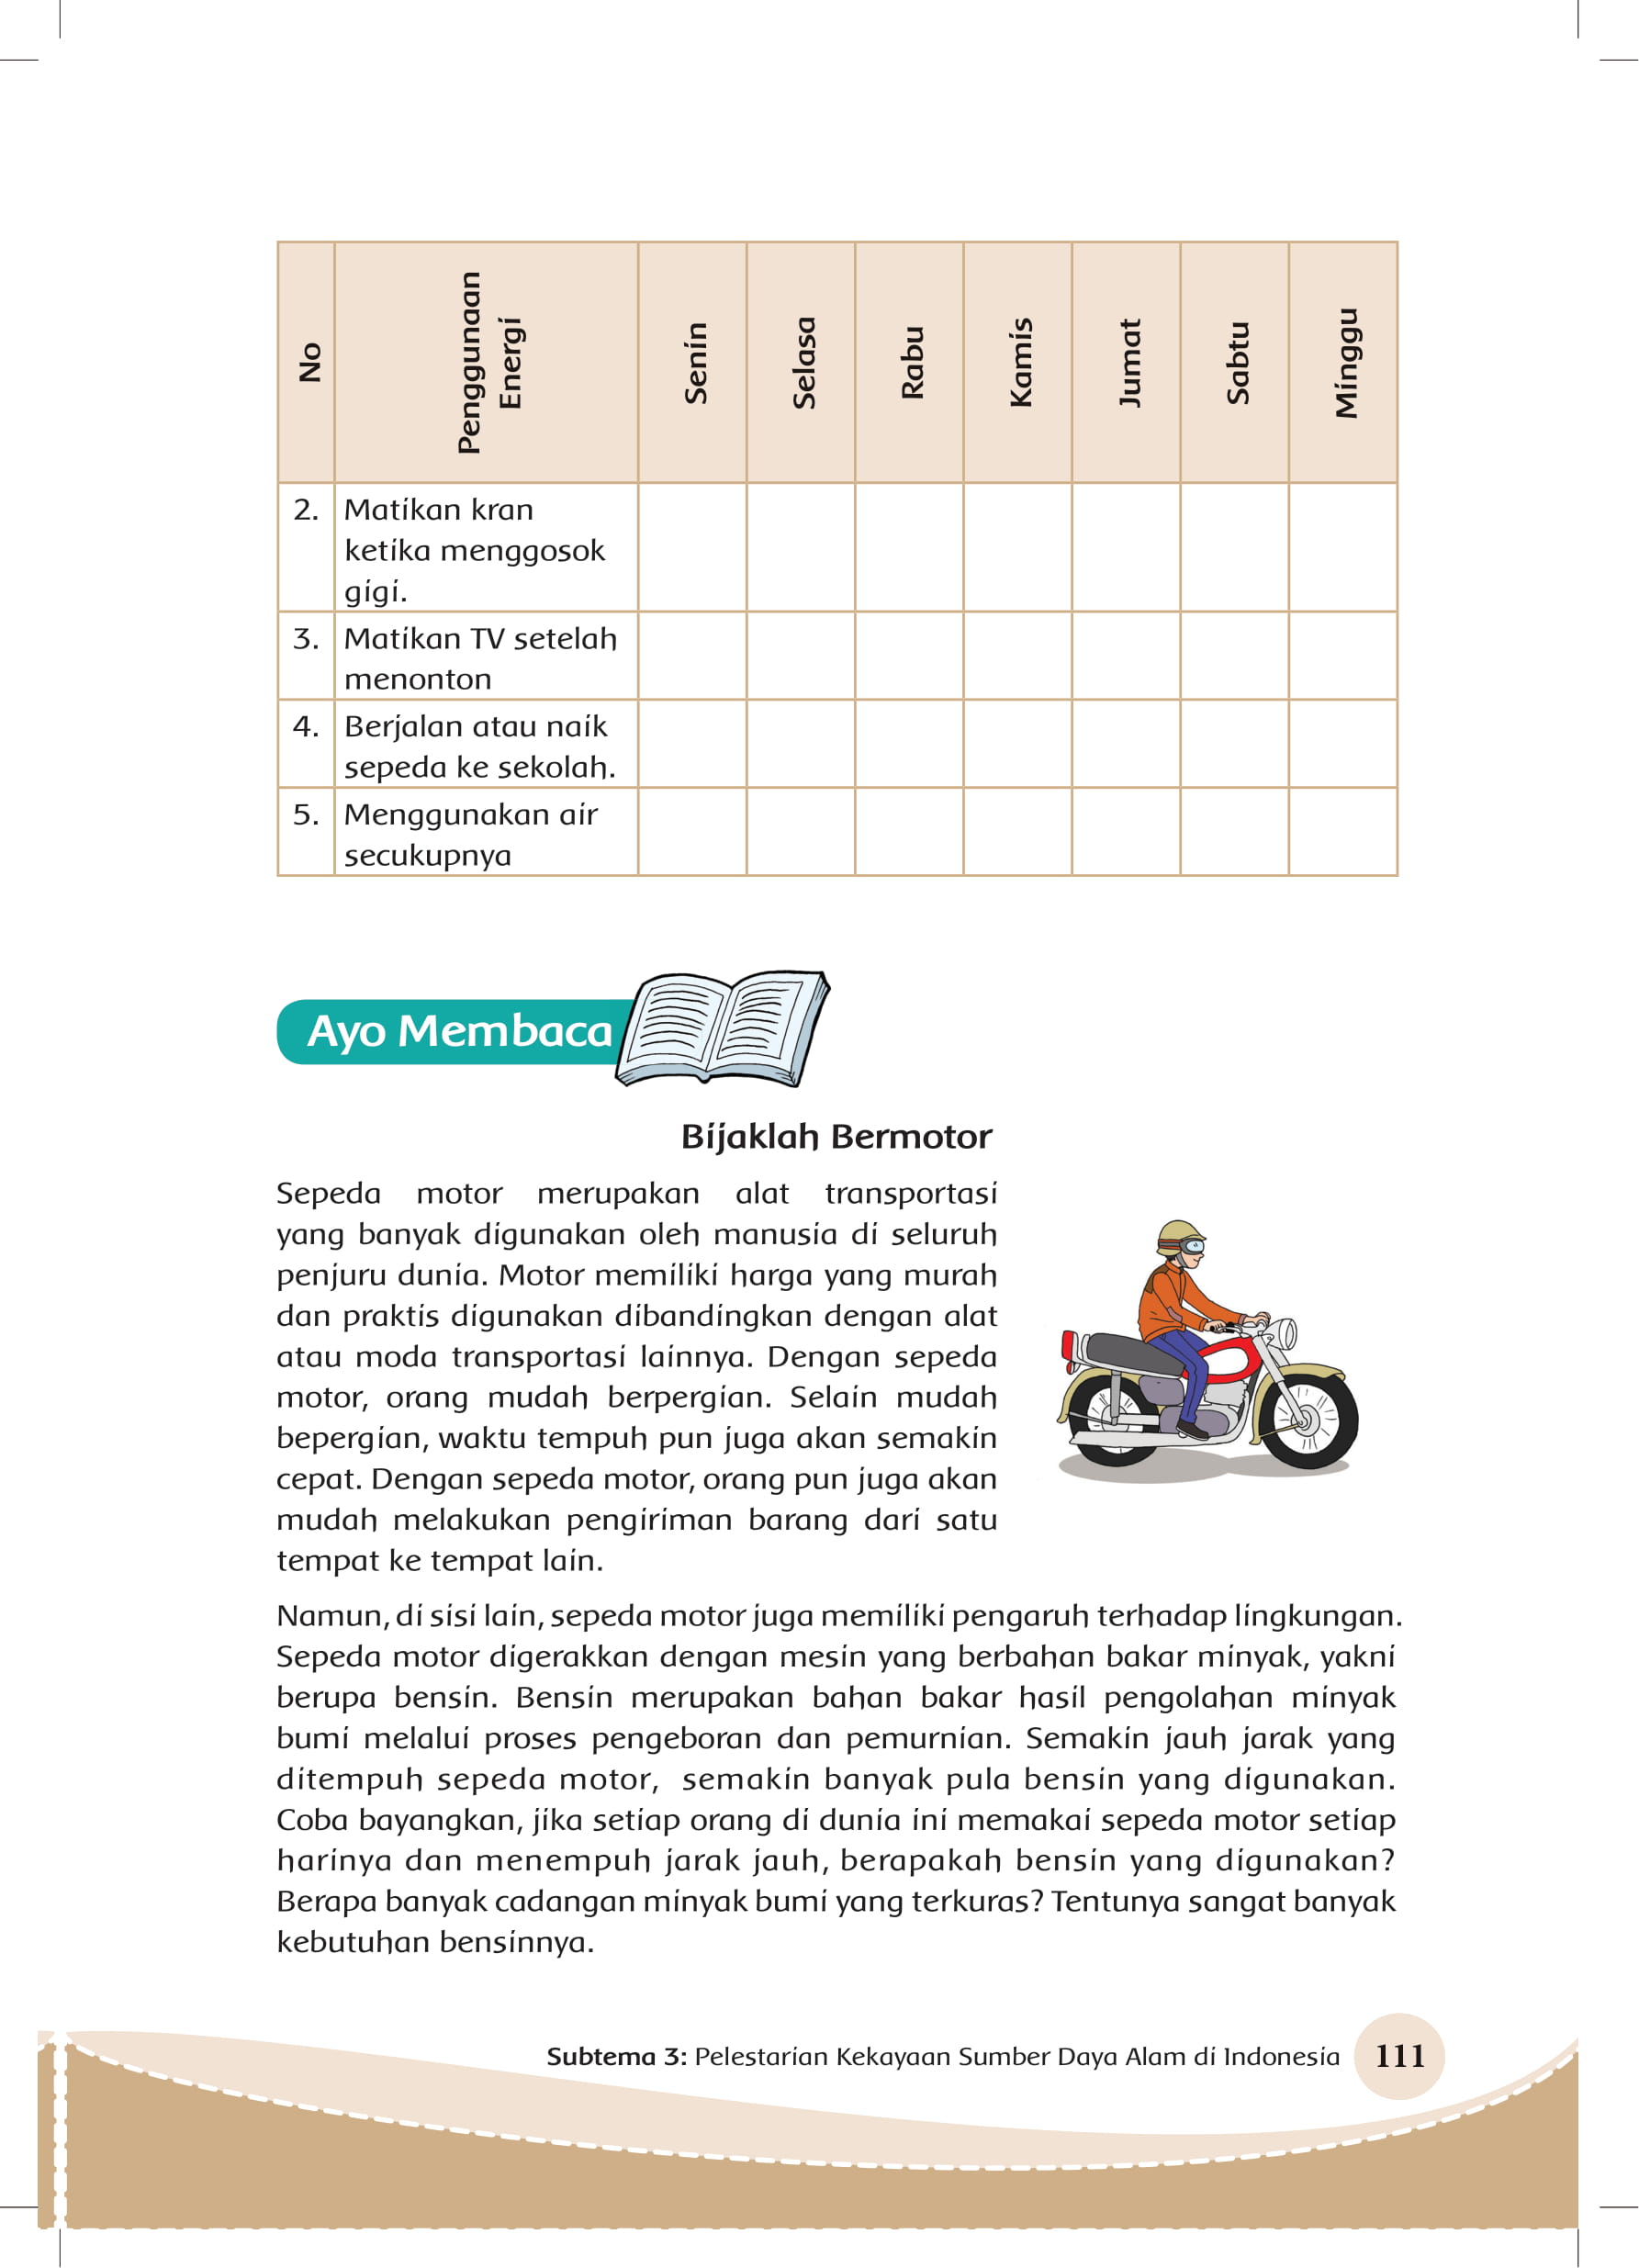 No Penggunaan Energi Senin Selasa Rabu Kamis Jumat Sabtu Minggu
2. Matikan kran
ketika menggosok
gigi.
3. Matikan TV setelah
menonton
4. Berjalan atau naik
sepeda ke sekolah.
5. Menggunakan air
secukupnya
Ayo Membaca
Bijaklah Bermotor
Sepeda motor merupakan alat transportasi
yang banyak digunakan oleh manusia di seluruh
penjuru dunia. Motor memiliki harga yang murah
dan praktis digunakan dibandingkan dengan alat
atau moda transportasi lainnya. Dengan sepeda
motor, orang mudah berpergian. Selain mudah
bepergian, waktu tempuh pun juga akan semakin
cepat. Dengan sepeda motor, orang pun juga akan
mudah melakukan pengiriman barang dari satu
tempat ke tempat lain.
Namun, di sisi lain, sepeda motor juga memiliki pengaruh terhadap lingkungan.
Sepeda motor digerakkan dengan mesin yang berbahan bakar minyak, yakni
berupa bensin. Bensin merupakan bahan bakar hasil pengolahan minyak
bumi melalui proses pengeboran dan pemurnian. Semakin jauh jarak yang
ditempuh sepeda motor, semakin banyak pula bensin yang digunakan.
Coba bayangkan, jika setiap orang di dunia ini memakai sepeda motor setiap
harinya dan menempuh jarak jauh, berapakah bensin yang digunakan?
Berapa banyak cadangan minyak bumi yang terkuras? Tentunya sangat banyak
kebutuhan bensinnya.
Subtema 3: Pelestarian Kekayaan Sumber Daya Alam di Indonesia 111